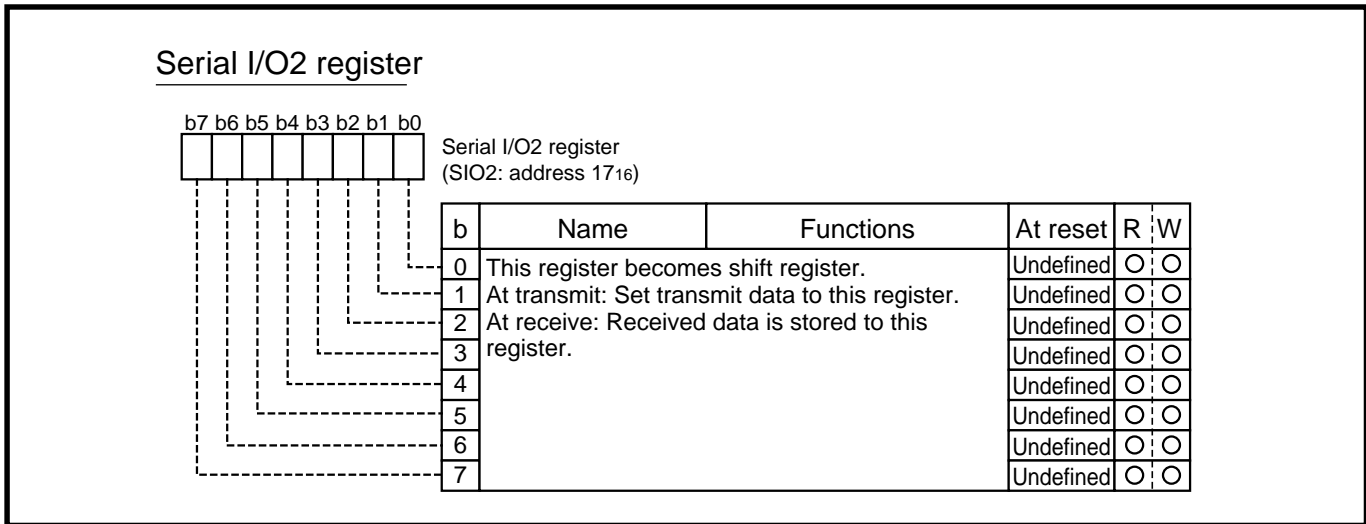 Serial I/O2 register
b7 b6 b5 b4 b3 b2 b1 b0
Serial I/O2 register
(SIO2: address 1716)
b Name Functions At reset R W
0 This register becomes shift register. Undefined O O
1 At transmit: Set transmit data to this register. Undefined O O
2 At receive: Received data is stored to this Undefined O O
3 register. Undefined O O
4 Undefined O O
5 Undefined O O
6 Undefined O O
7 Undefined O O